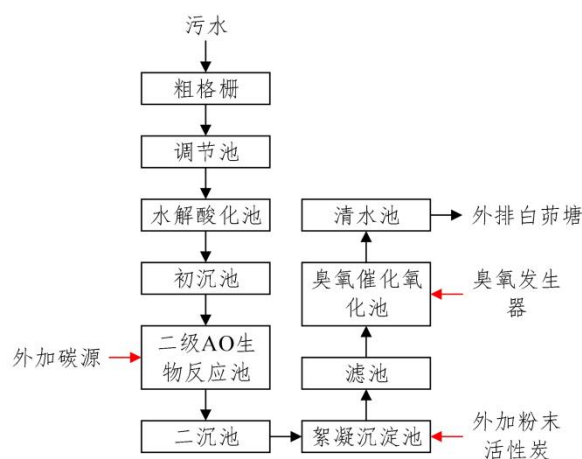 污水
粗格栅
调节池
水解酸化池
初沉池
外加碳源
二级AO生
物反应池
二沉池
清水池
外排白茆塘
臭氧催化氧
化池
臭氧发生
器
滤池
絮凝沉淀池
外加粉末
活性炭